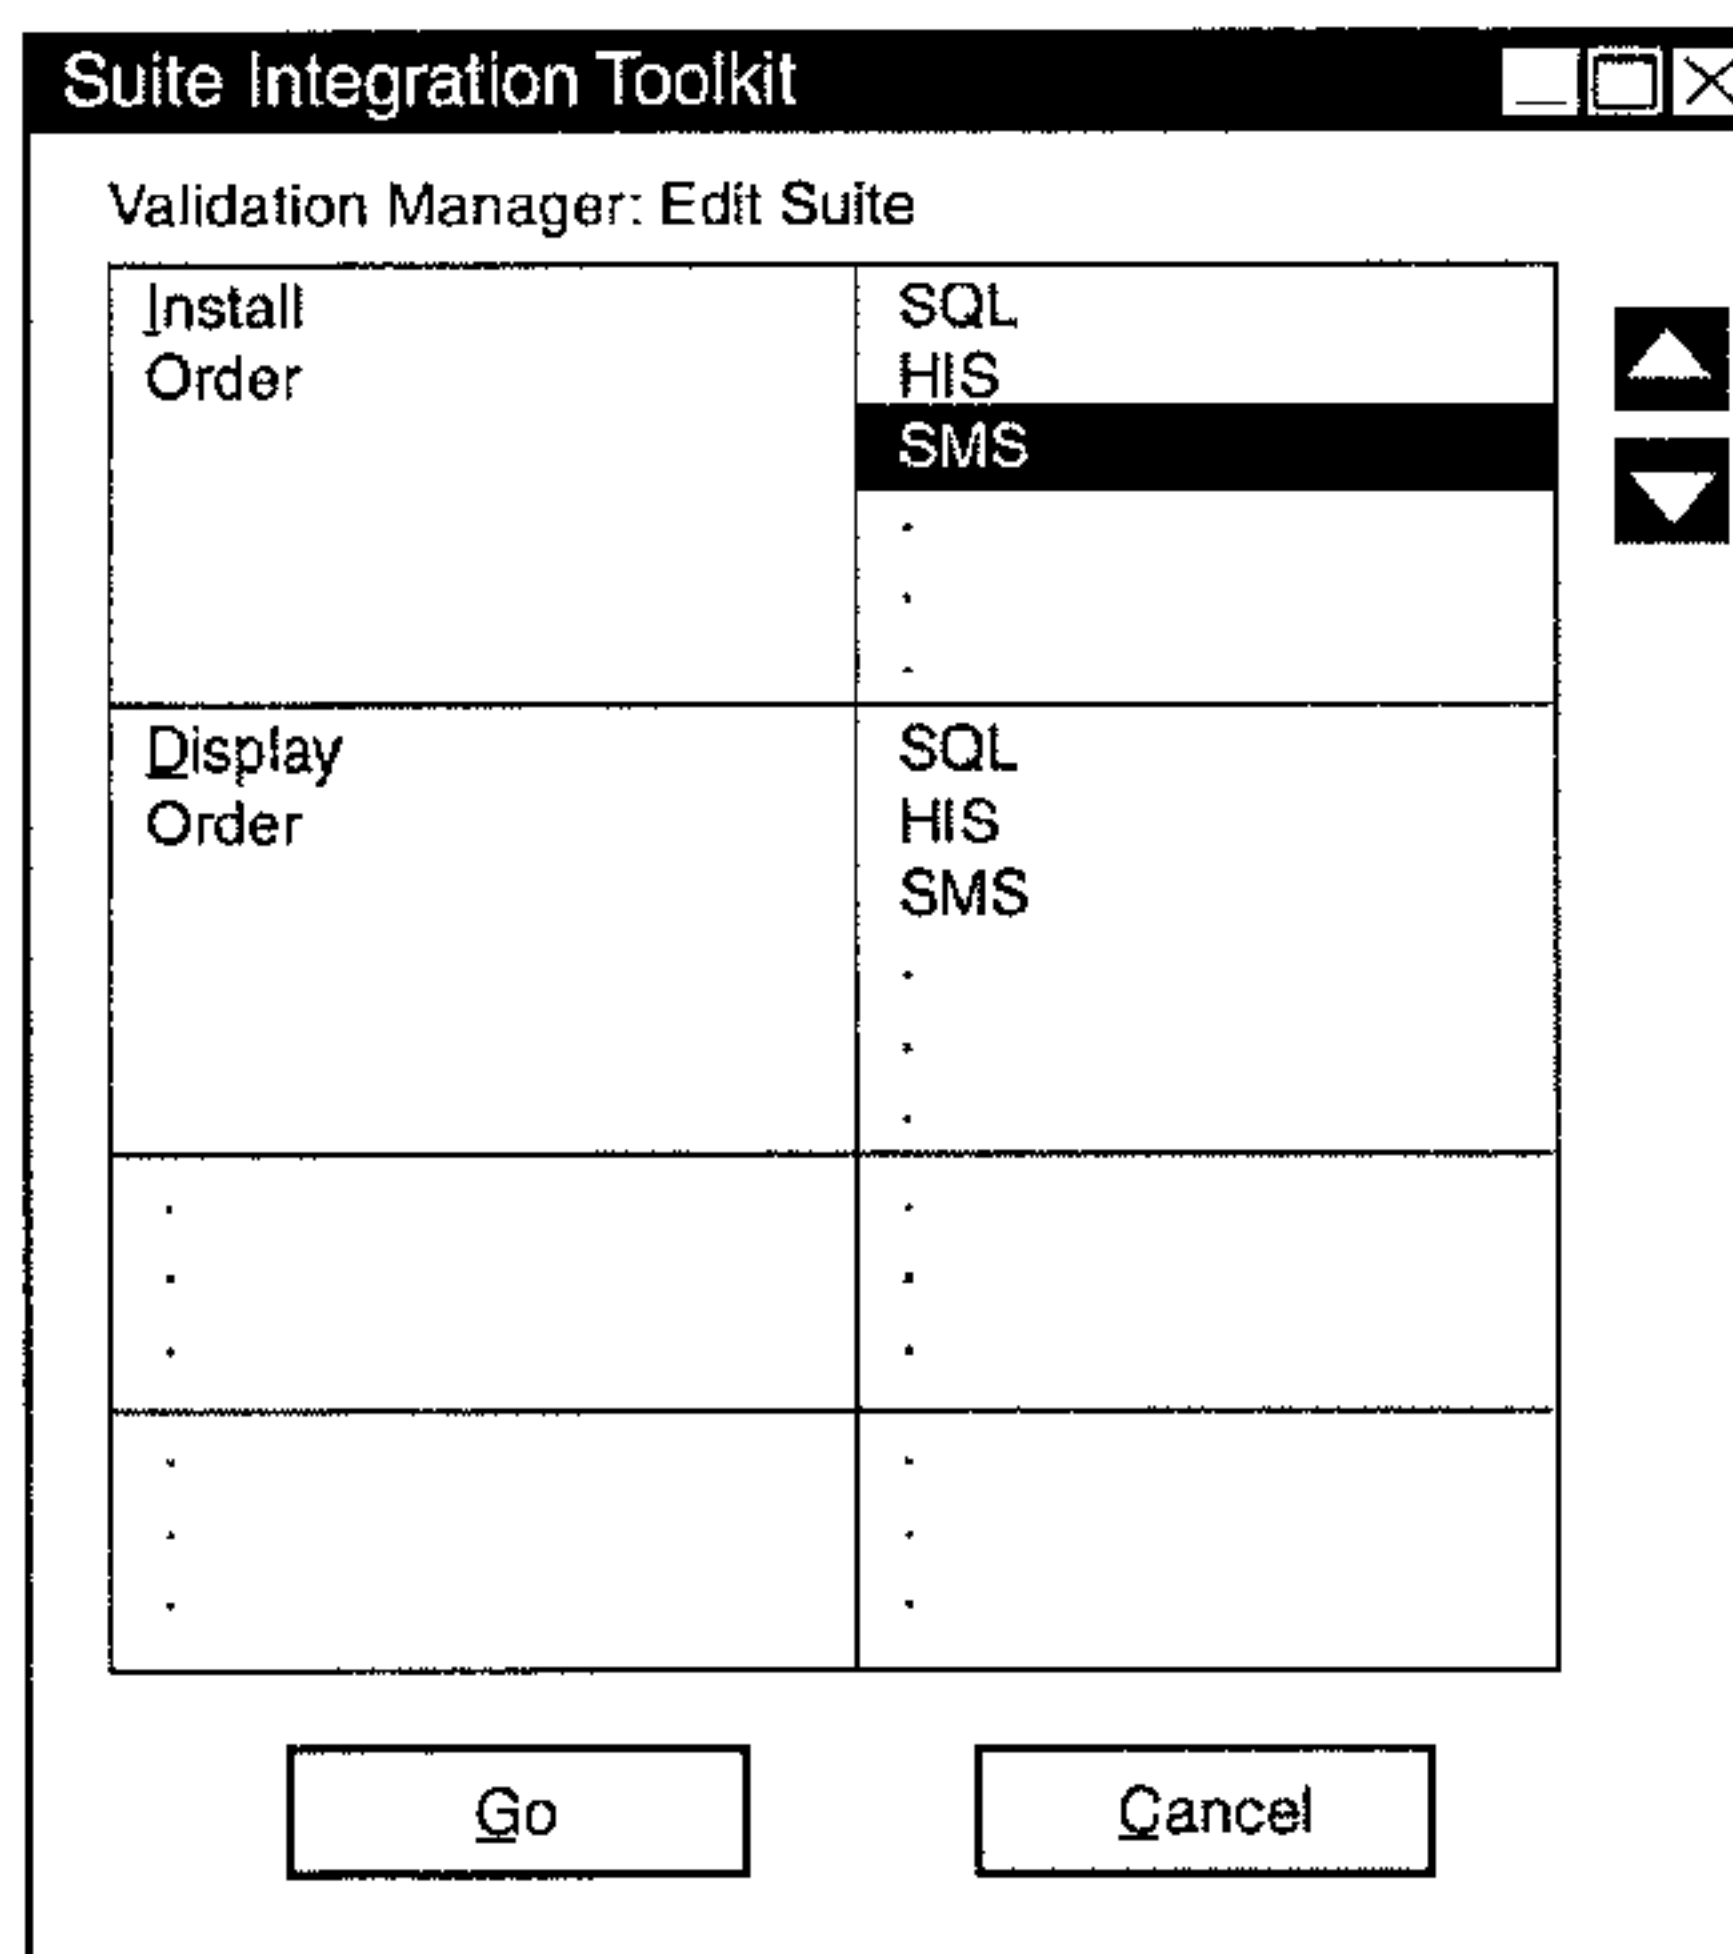 Suite Integration Toolkit
Validation Manager: Edit Suite
Install
Order
SQL
HIS
SMS
.
.
.
Display
Order
SQL
HIS
SMS
.
.
.
. .
. .
. .
. .
. .
. .
Go Cancel